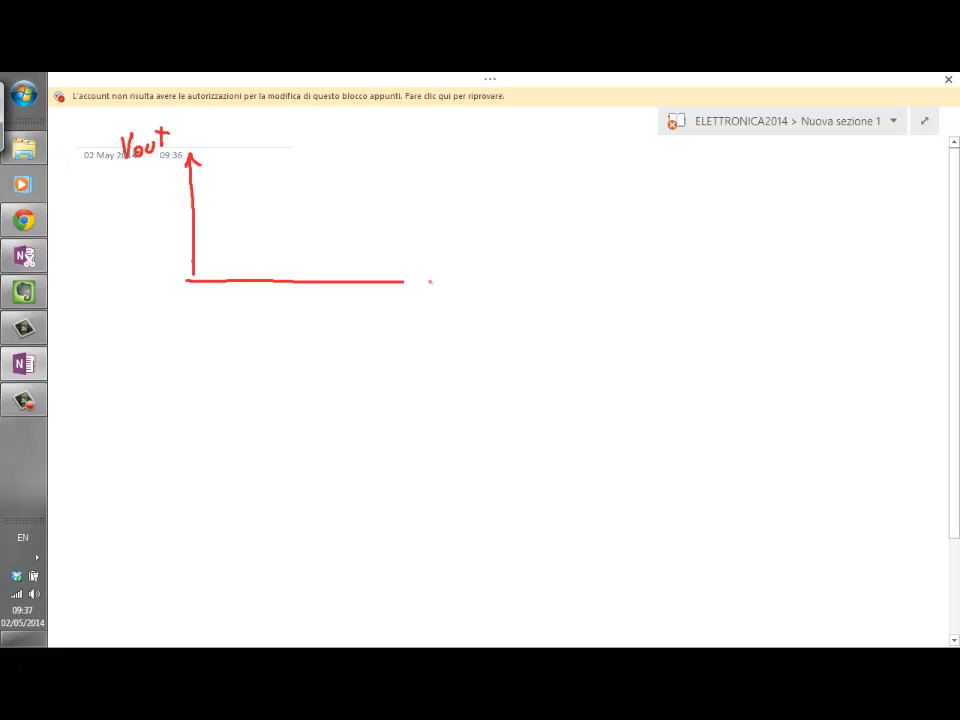 L'account non risulta avere le autorizzazioni per la modifica di questo blocco appunti. Fare clic qui per riprovare.
ELETTRONICA2014 > Nuova sezione 1
Vout
02 May 09:36
EN
09:37
02/05/2014